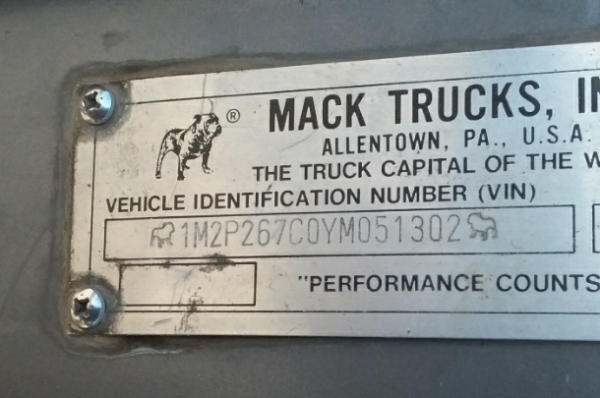 ®
MACK TRUCKS, IN
ALLENTOWN, PA., U.S.A.
THE TRUCK CAPITAL OF THE W
VEHICLE IDENTIFICATION NUMBER (VIN)
1M2P267C0YM051302
"PERFORMANCE COUNTS